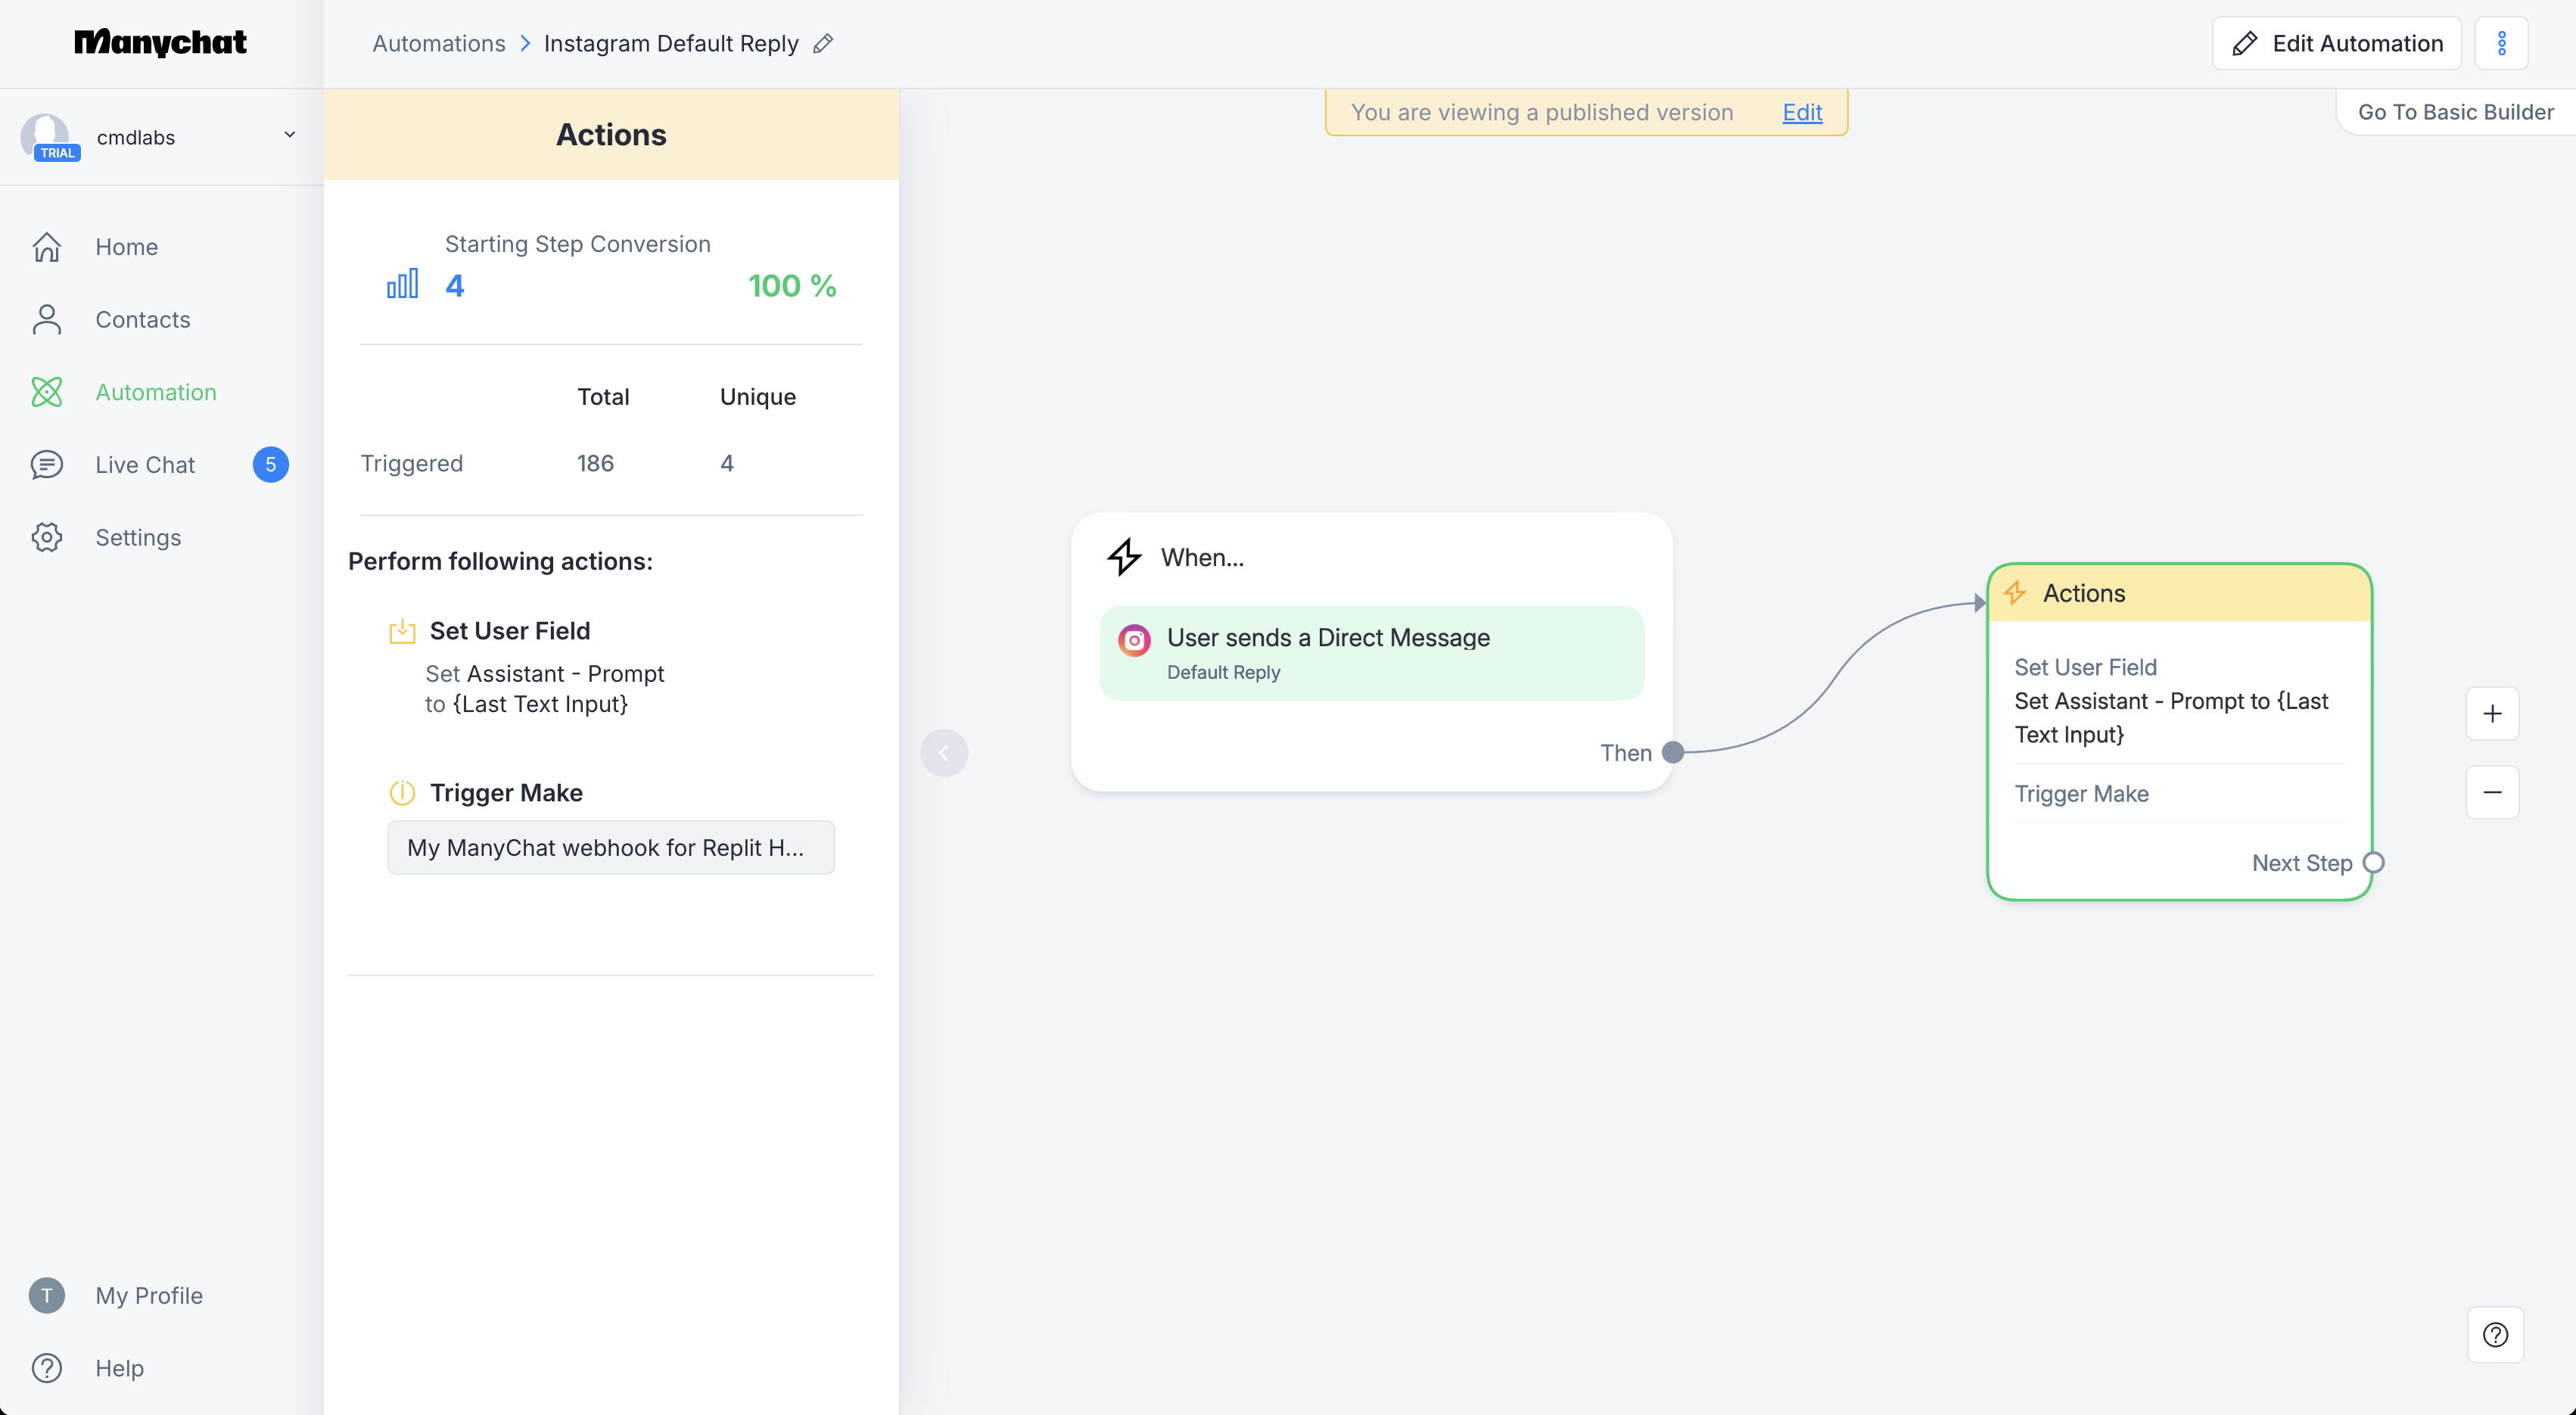 Manychat
Automations
Instagram Default Reply
Edit Automation
cmdlabs
TRIAL
Home
Contacts
Automation
Live Chat
5
Settings
My Profile
T
Help
Actions
Starting Step Conversion
4
100 %
Total Unique
Triggered 186 4
Perform following actions:
Set User Field
Set Assistant - Prompt
to {Last Text Input}
Trigger Make
My ManyChat webhook for Replit H...
You are viewing a published version Edit
Go To Basic Builder
When...
User sends a Direct Message
Default Reply
Then
Actions
Set User Field
Set Assistant - Prompt to {Last
Text Input}
Trigger Make
Next Step